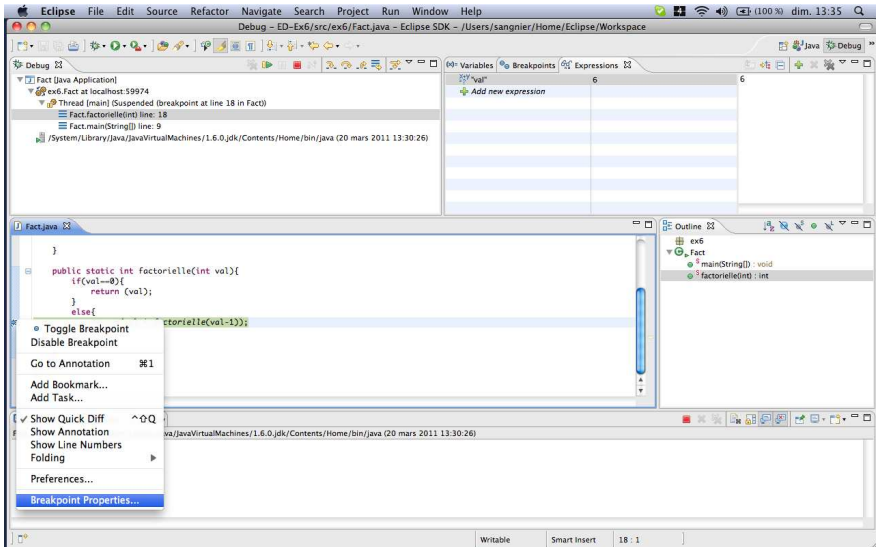 Eclipse File Edit Source Refactor Navigate Search Project Run Window Help (100 %) dim. 13:35
Debug – ED–Ex6/src/ex6/Fact.java – Eclipse SDK – /Users/sangnier/Home/Eclipse/Workspace
Java Debug
Debug
Fact [Java Application]
ex6.Fact at localhost:59974
Thread [main] (Suspended (breakpoint at line 18 in Fact))
Fact.factorielle(int) line: 18
Fact.main(String[]) line: 9
/System/Library/Java/JavaVirtualMachines/1.6.0.jdk/Contents/Home/bin/java (20 mars 2011 13:30:26)
(x)= Variables Breakpoints Expressions
"val" 6
Add new expression
6
Fact.java
}
public static int factorielle(int val){
if(val==0){
return (val);
}
else{
ctorielle(val-1));
Outline
ex6
Fact
main(String[]) : void
factorielle(int) : int
Toggle Breakpoint
Disable Breakpoint
Go to Annotation ⌘1
Add Bookmark...
Add Task...
✓ Show Quick Diff ^⇧Q
Show Annotation
Show Line Numbers
Folding
Preferences...
Breakpoint Properties...
va/JavaVirtualMachines/1.6.0.jdk/Contents/Home/bin/java (20 mars 2011 13:30:26)
Writable Smart Insert 18 : 1